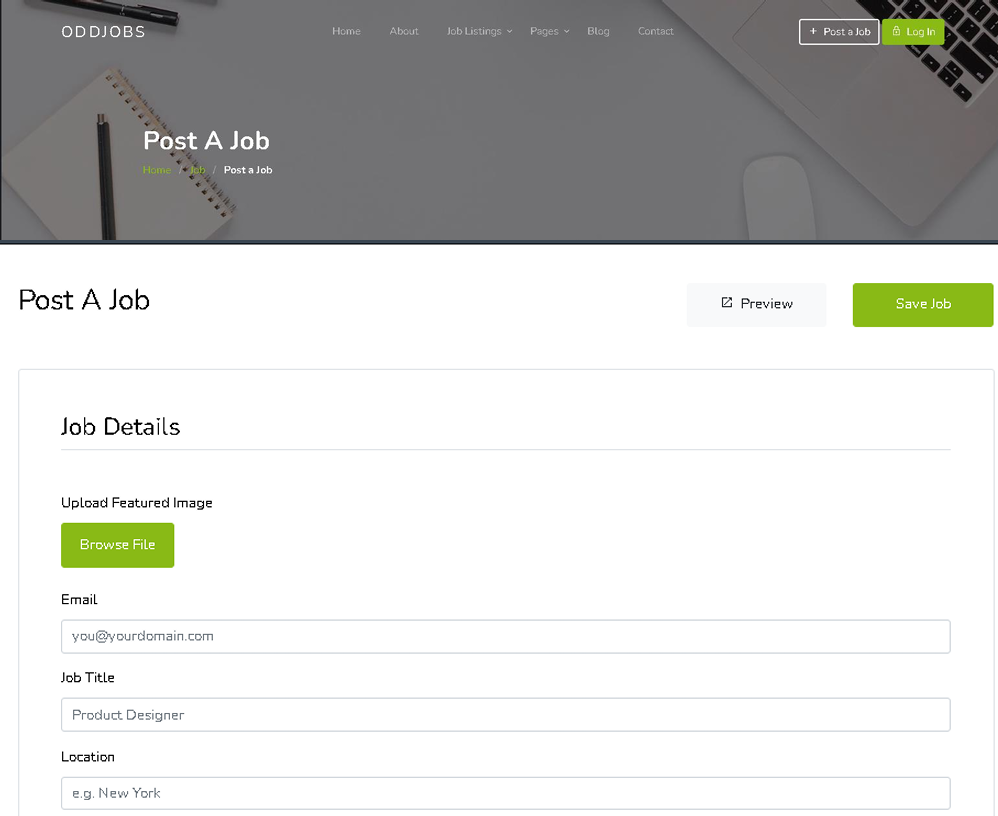 ODDJOBS Home About Job Listings Pages Blog Contact + Post a Job Log In
Post A Job
Home / Job / Post a Job
Post A Job Preview Save Job
Job Details
Upload Featured Image
Browse File
Email
you@yourdomain.com
Job Title
Product Designer
Location
e.g. New York